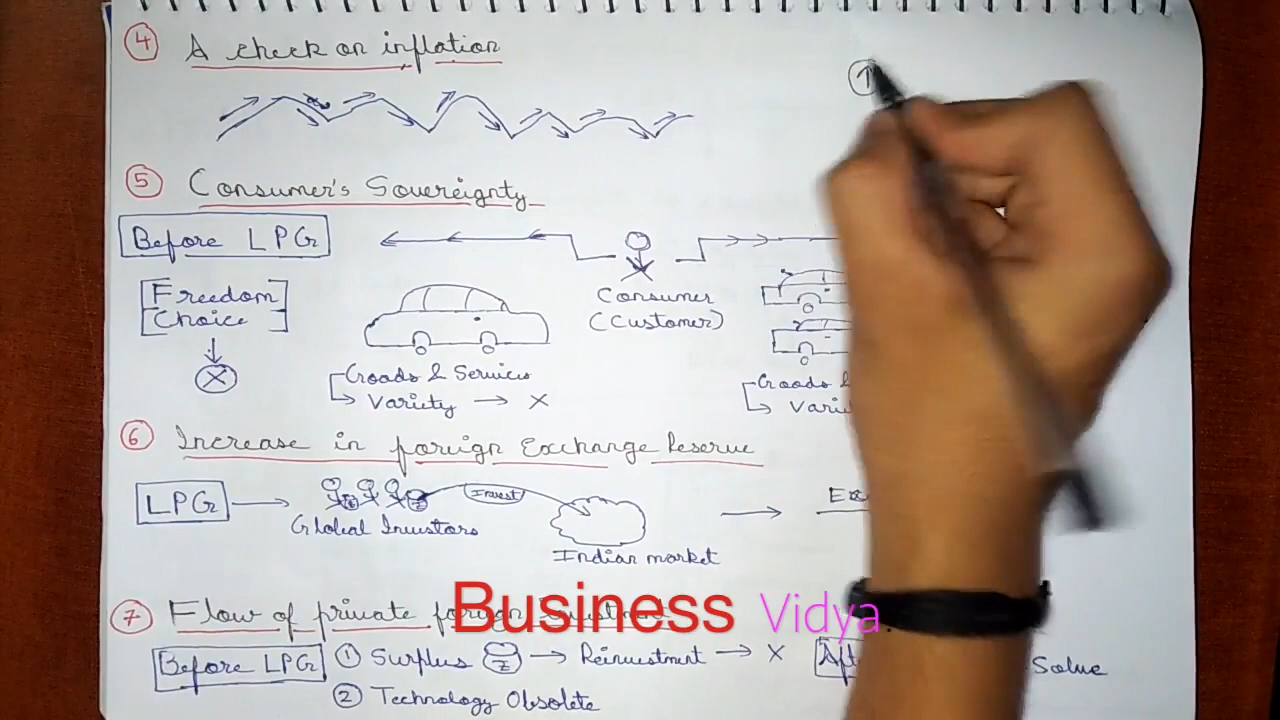 4 A check on inflation
5 Consumer's Sovereignty
Before LPG
Freedom
Choice
X
Consumer
(Customer)
Goods & Services
Variety → X
Goods &
6 Increase in foreign Exchange Reserve
LPG
Invest
Global Investors
Indian market
7 Flow of private foreign
Business Vidya
Before LPG
1 Surplus → Reinvestment → X
Solve
2 Technology Obsolete